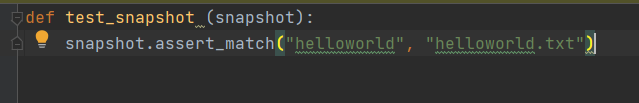 def test_snapshot (snapshot):
snapshot.assert_match("helloworld", "helloworld.txt")